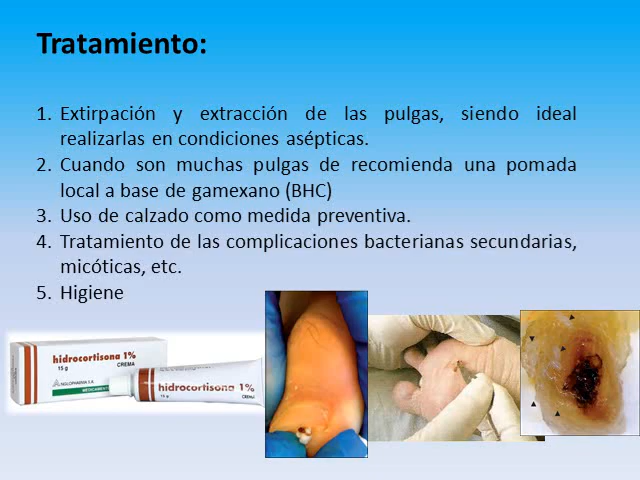 Tratamiento:
1. Extirpación y extracción de las pulgas, siendo ideal
realizarlas en condiciones asépticas.
2. Cuando son muchas pulgas de recomienda una pomada
local a base de gamexano (BHC)
3. Uso de calzado como medida preventiva.
4. Tratamiento de las complicaciones bacterianas secundarias,
micóticas, etc.
5. Higiene
hidrocortisona 1%
15 g
CREMA
hidrocortisona 1%
15 g
CREMA